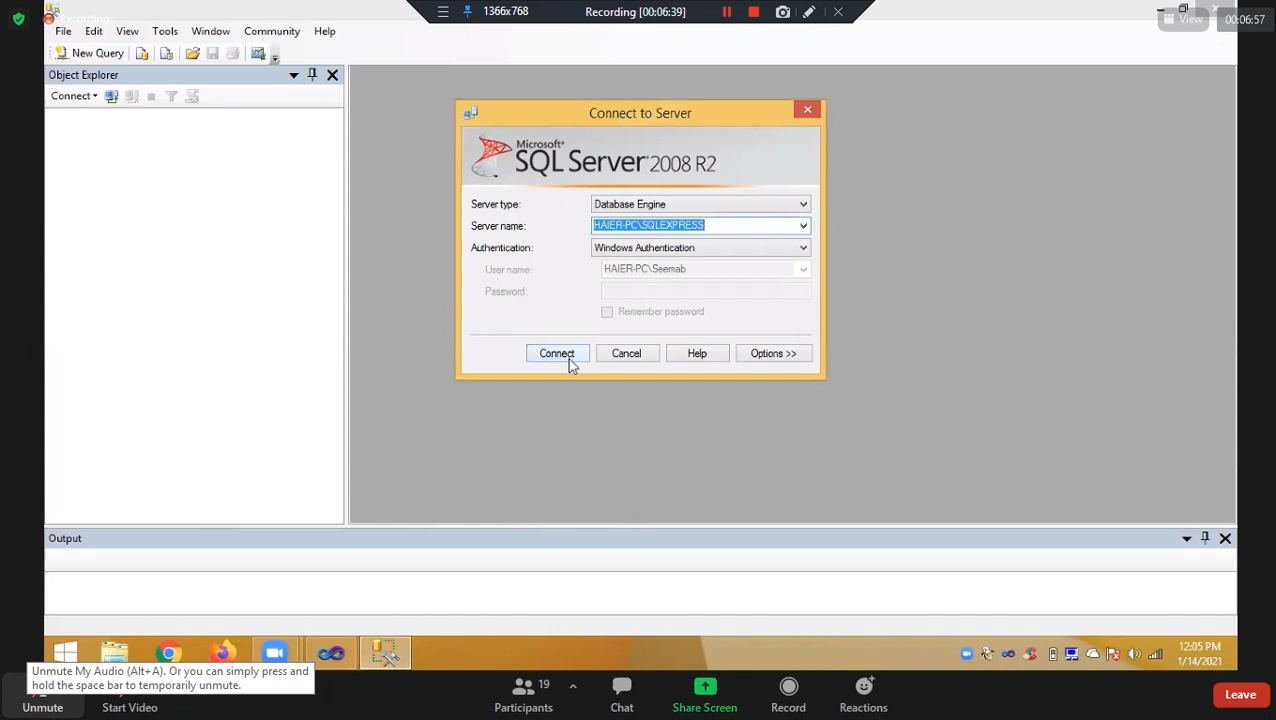 Recording
1366x768
Recording [00:06:39]
View
00:06:57
File Edit View Tools Window Community Help
New Query
Object Explorer
Connect
Connect to Server
Microsoft®
SQL Server® 2008 R2
Server type: Database Engine
Server name: HAIER-PC\SQLEXPRESS
Authentication: Windows Authentication
User name: HAIER-PC\Seemab
Password:
Remember password
Connect Cancel Help Options >>
Output
12:05 PM
1/14/2021
Unmute My Audio (Alt+A). Or you can simply press and
hold the space bar to temporarily unmute.
19
Unmute Start Video Participants Chat Share Screen Record Reactions Leave